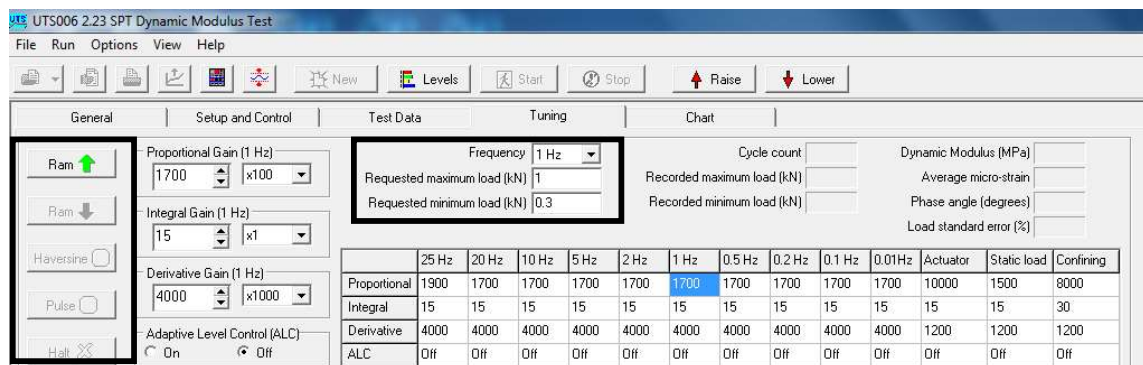 UTS006 2.23 SPT Dynamic Modulus Test
File Run Options View Help
New Levels Start Stop Raise Lower
General Setup and Control Test Data Tuning Chart
Ram
Ram
Haversine
Pulse
Halt
Proportional Gain (1 Hz)
1700 x100
Integral Gain (1 Hz)
15 x1
Derivative Gain (1 Hz)
4000 x1000
Adaptive Level Control (ALC)
On Off
Frequency 1 Hz
Requested maximum load (kN) 1
Requested minimum load (kN) 0.3
Cycle count
Recorded maximum load (kN)
Recorded minimum load (kN)
Dynamic Modulus (MPa)
Average micro-strain
Phase angle (degrees)
Load standard error (%)
25 Hz 20 Hz 10 Hz 5 Hz 2 Hz 1 Hz 0.5 Hz 0.2 Hz 0.1 Hz 0.01Hz Actuator Static load Confining
Proportional 1900 1700 1700 1700 1700 1700 1700 1700 1700 1700 10000 1500 8000
Integral 15 15 15 15 15 15 15 15 15 15 15 15 30
Derivative 4000 4000 4000 4000 4000 4000 4000 4000 4000 4000 1200 1200 1200
ALC Off Off Off Off Off Off Off Off Off Off Off Off Off